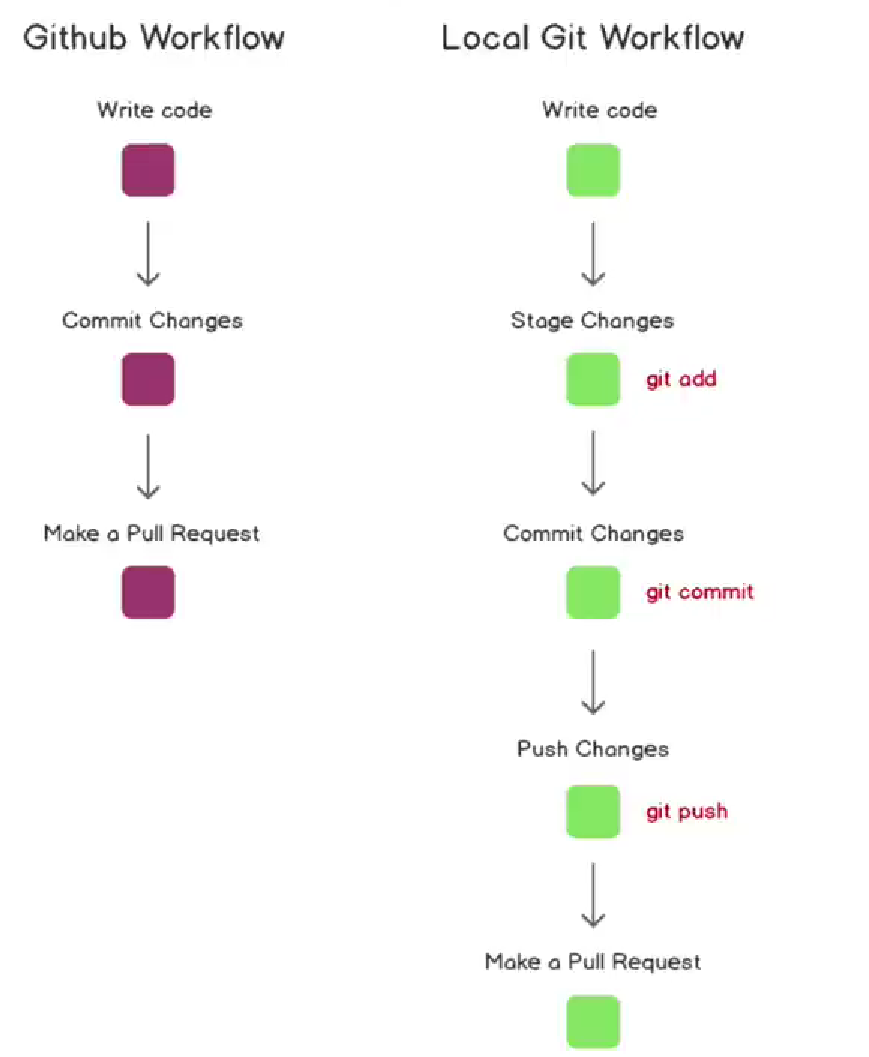 Github Workflow
Write code
Commit Changes
Make a Pull Request
Local Git Workflow
Write code
Stage Changes
git add
Commit Changes
git commit
Push Changes
git push
Make a Pull Request